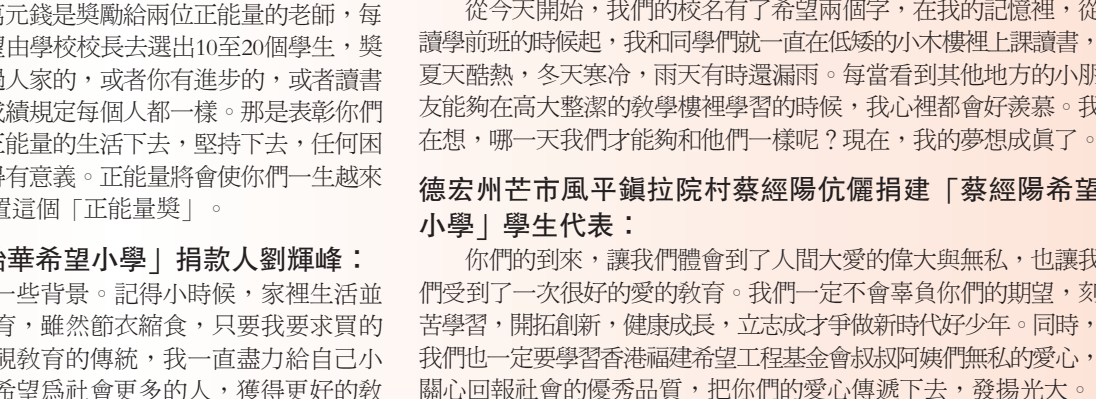 萬元錢是獎勵給兩位正能量的老師，每
望由學校校長去選出10至20個學生，獎
過人家的，或者你有進步的，或者讀書
成績規定每個人都一樣。那是表彰你們
正能量的生活下去，堅持下去，任何困
得有意義。正能量將會使你們一生越來
置這個「正能量獎」。
華希望小學」捐款人劉輝峰：
一些背景。記得小時候，家裡生活並
育，雖然節衣縮食，只要我要求買的
視敎育的傳統，我一直盡力給自己小
希望爲社會更多的人，獲得更好的敎
從今天開始，我們的校名有了希望兩個字，在我的記憶裡，從
讀學前班的時候起，我和同學們就一直在低矮的小木樓裡上課讀書，
夏天酷熱，冬天寒冷，雨天有時還漏雨。每當看到其他地方的小朋
友能夠在高大整潔的敎學樓裡學習的時候，我心裡都會好羨慕。我
在想，哪一天我們才能夠和他們一樣呢？現在，我的夢想成眞了。
德宏州芒市風平鎭拉院村蔡經陽伉儷捐建「蔡經陽希望
小學」學生代表：
你們的到來，讓我們體會到了人間大愛的偉大與無私，也讓我
們受到了一次很好的愛的敎育。我們一定不會辜負你們的期望，刻
苦學習，開拓創新，健康成長，立志成才爭做新時代好少年。同時，
我們也一定要學習香港福建希望工程基金會叔叔阿姨們無私的愛心，
關心回報社會的優秀品質，把你們的愛心傳遞下去，發揚光大。